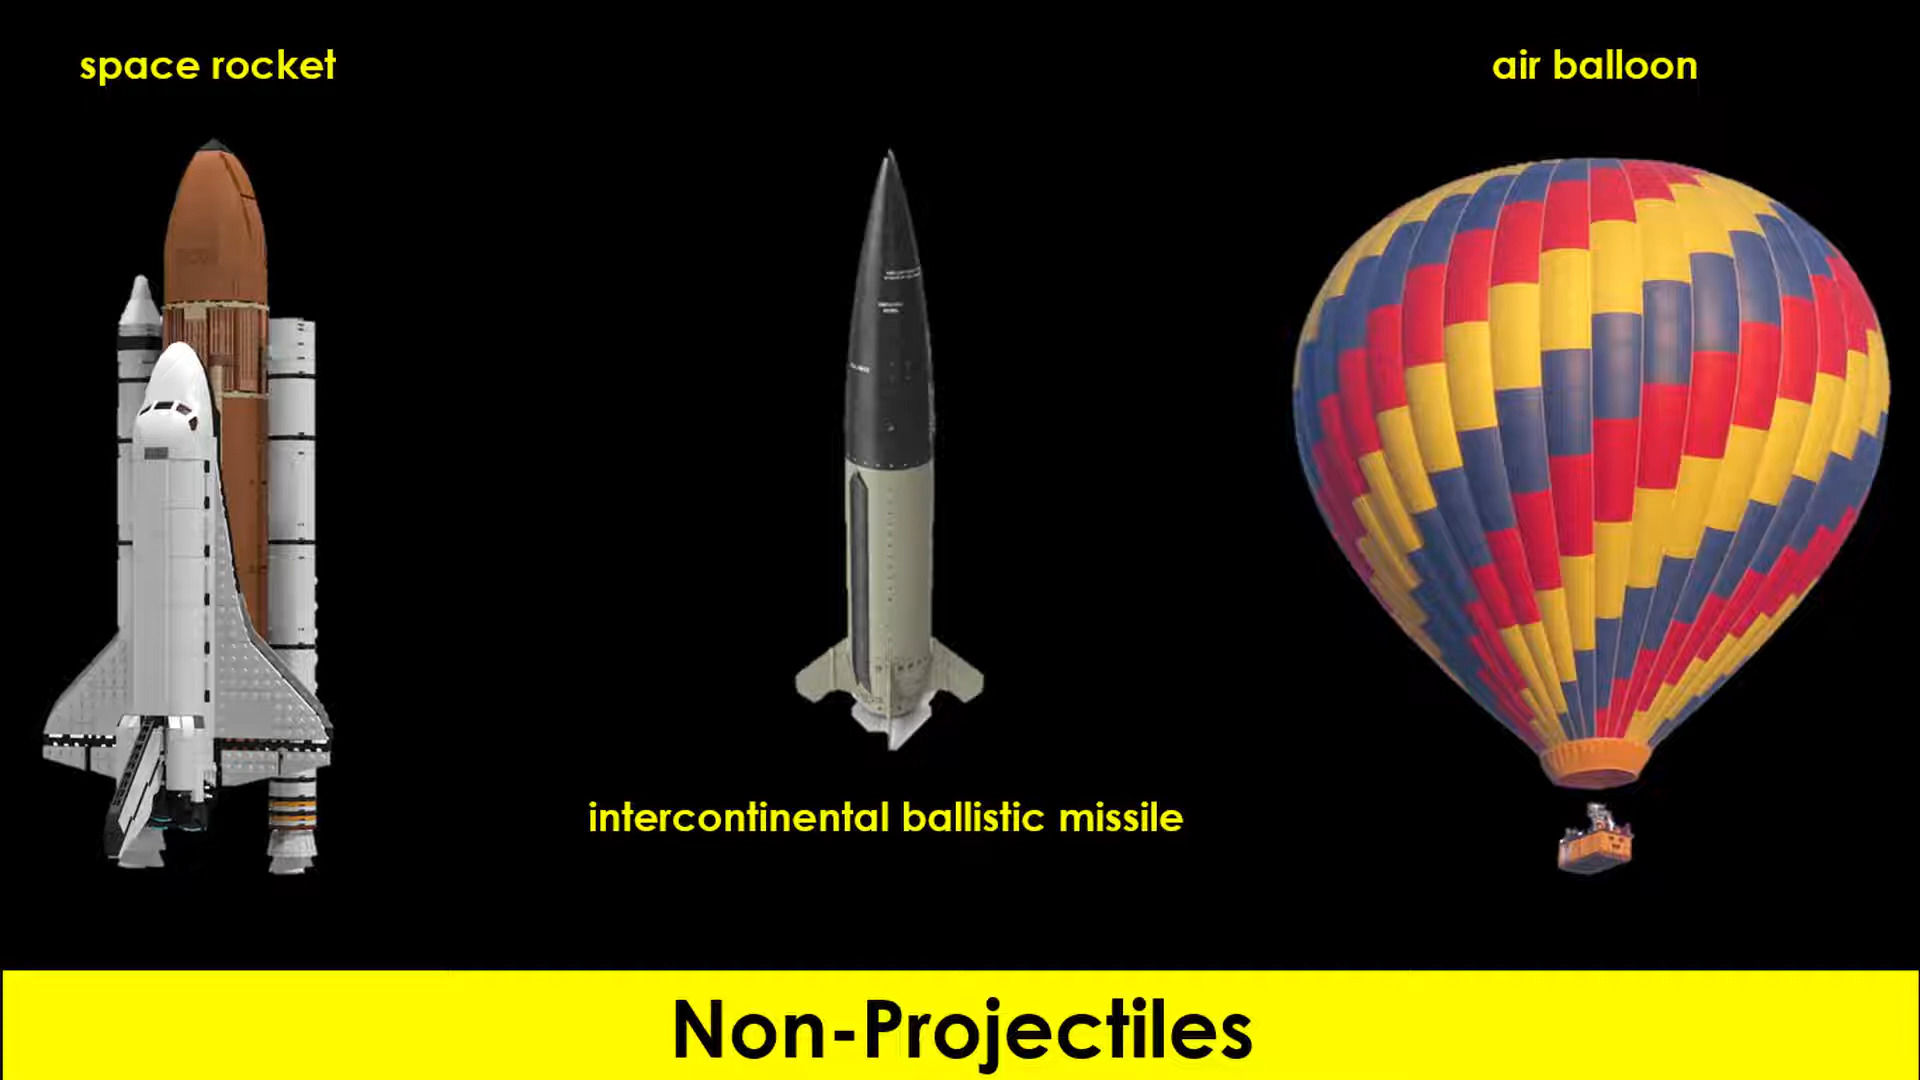 space rocket
air balloon
intercontinental ballistic missile
Non-Projectiles